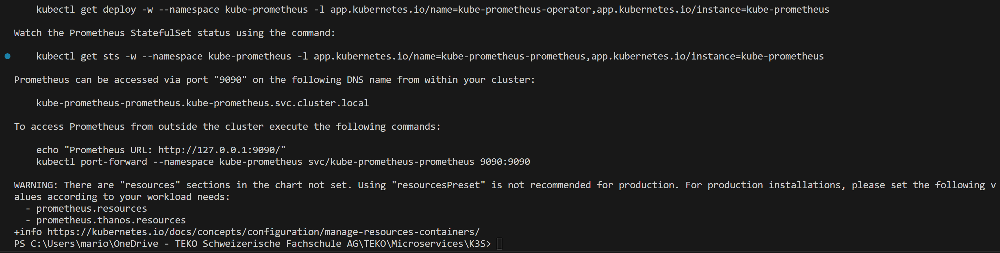 kubectl get deploy -w --namespace kube-prometheus -l app.kubernetes.io/name=kube-prometheus-operator,app.kubernetes.io/instance=kube-prometheus
Watch the Prometheus StatefulSet status using the command:
kubectl get sts -w --namespace kube-prometheus -l app.kubernetes.io/name=kube-prometheus-prometheus,app.kubernetes.io/instance=kube-prometheus
Prometheus can be accessed via port "9090" on the following DNS name from within your cluster:
kube-prometheus-prometheus.kube-prometheus.svc.cluster.local
To access Prometheus from outside the cluster execute the following commands:
echo "Prometheus URL: http://127.0.0.1:9090/"
kubectl port-forward --namespace kube-prometheus svc/kube-prometheus-prometheus 9090:9090
WARNING: There are "resources" sections in the chart not set. Using "resourcesPreset" is not recommended for production. For production installations, please set the following v
alues according to your workload needs:
- prometheus.resources
- prometheus.thanos.resources
+info https://kubernetes.io/docs/concepts/configuration/manage-resources-containers/
PS C:\Users\mario\OneDrive - TEKO Schweizerische Fachschule AG\TEKO\Microservices\K3S>